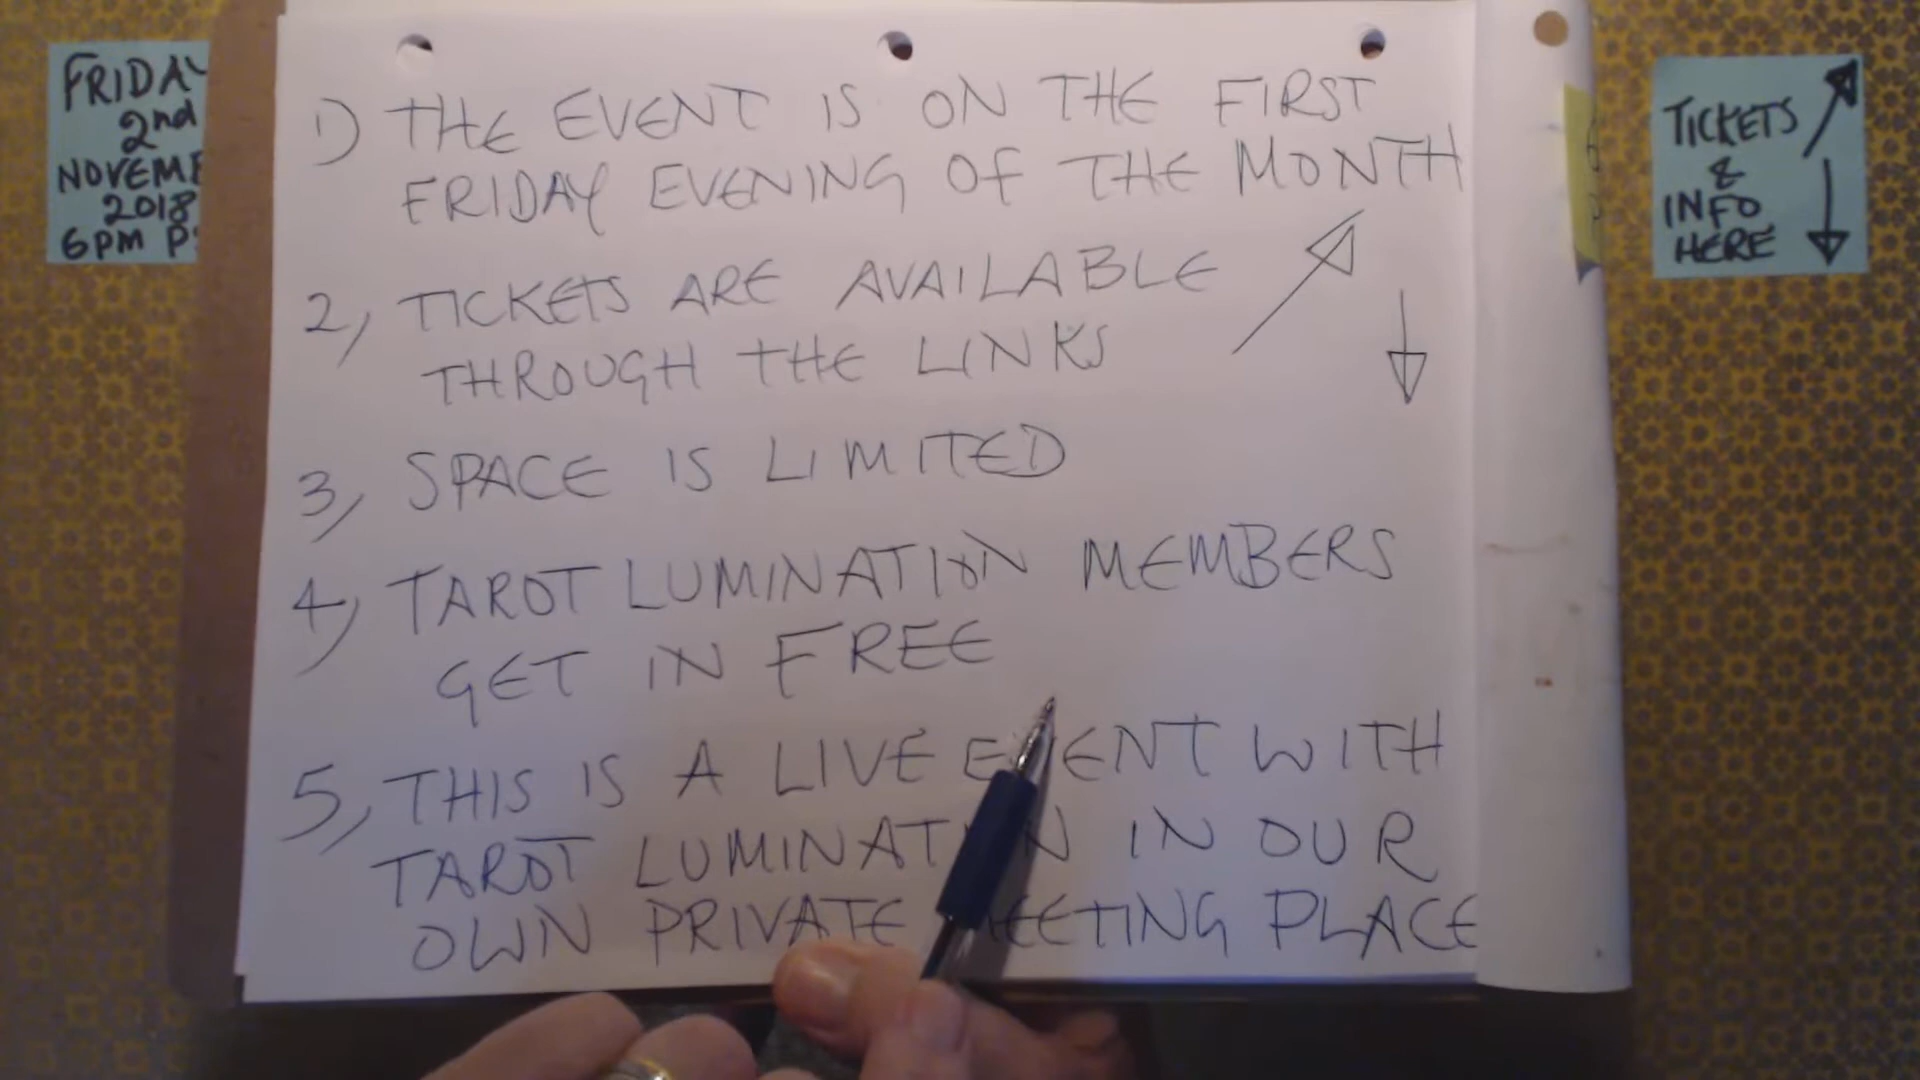 FRIDAY
2nd
NOVEME
2018
6PM P
1) THE EVENT IS ON THE FIRST
FRIDAY EVENING OF THE MONTH
2, TICKETS ARE AVAILABLE
THROUGH THE LINKS
3, SPACE IS LIMITED
4, TAROT LUMINATION MEMBERS
GET IN FREE
5, THIS IS A LIVE EVENT WITH
TAROT LUMINATION IN OUR
OWN PRIVATE MEETING PLACE
TICKETS
&
INFO
HERE